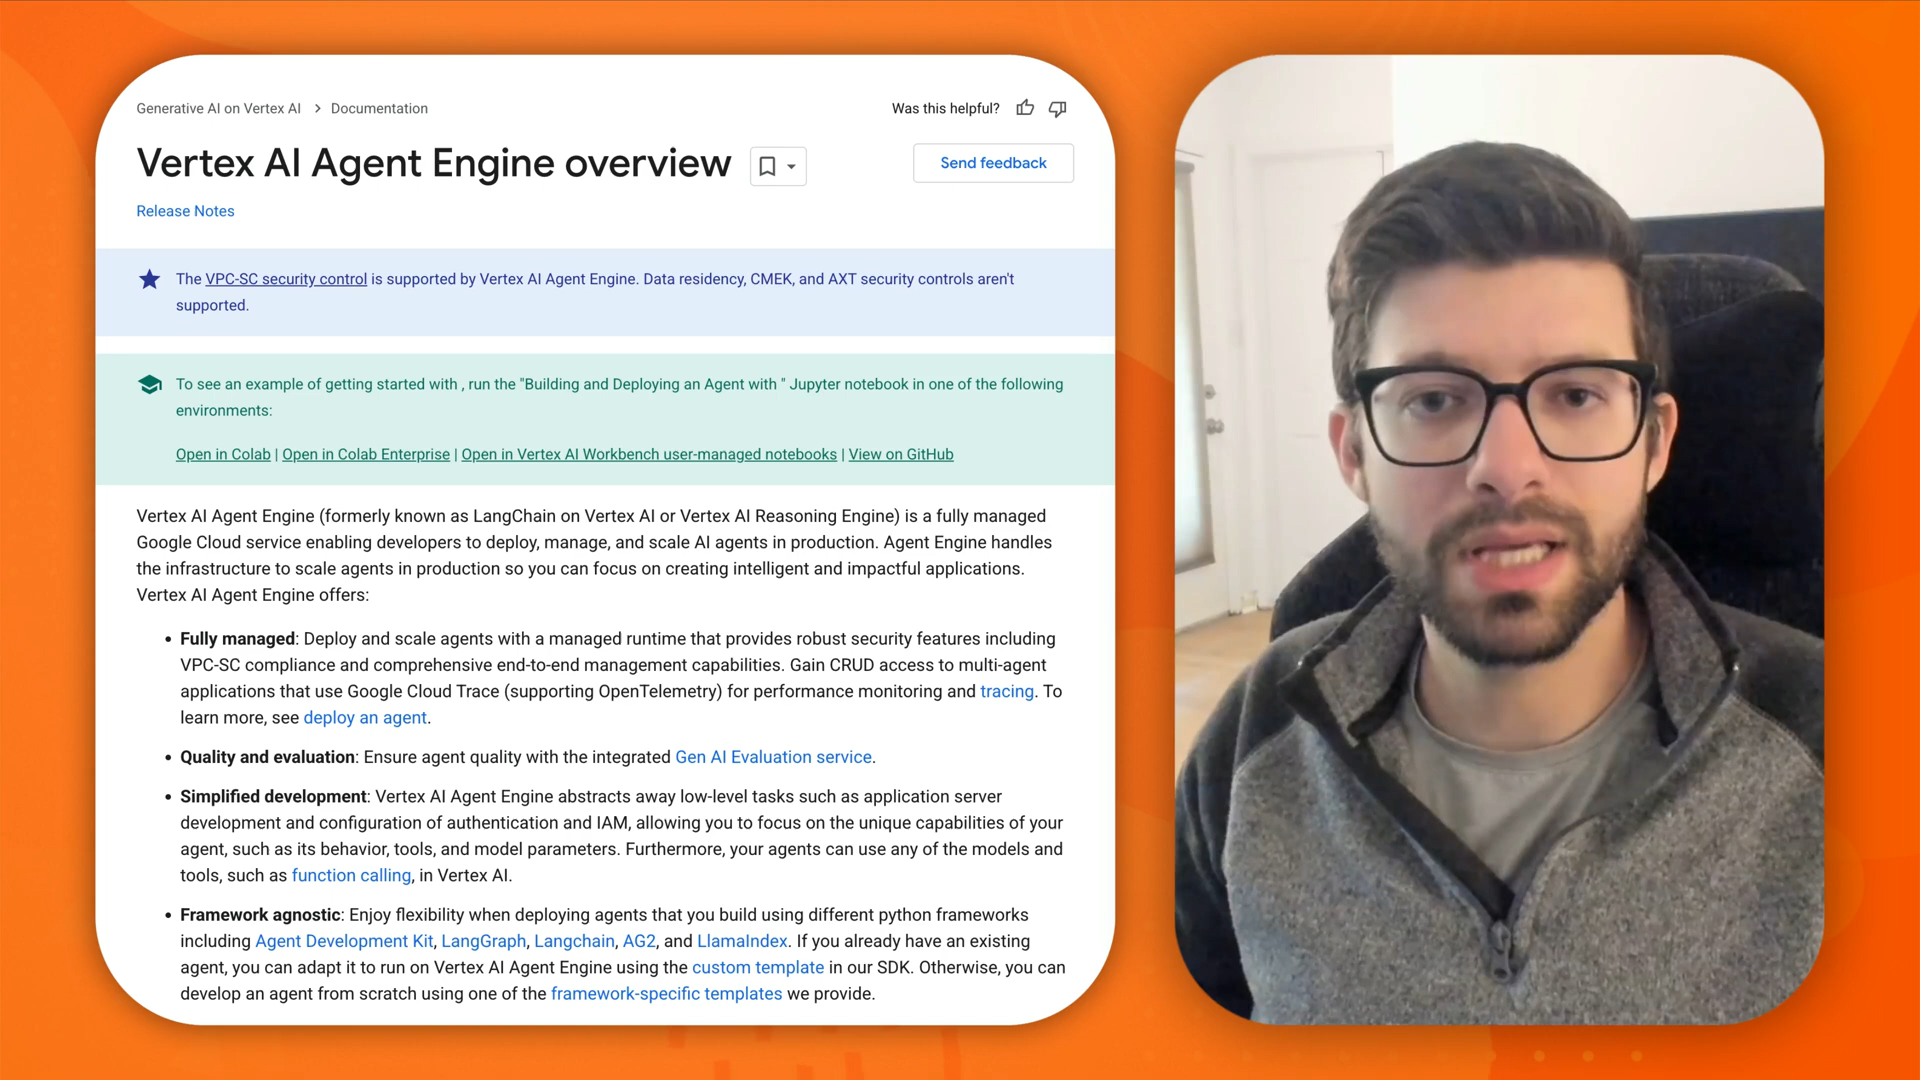 Generative AI on Vertex AI > Documentation
Was this helpful?
Vertex AI Agent Engine overview
Send feedback
Release Notes
The VPC-SC security control is supported by Vertex AI Agent Engine. Data residency, CMEK, and AXT security controls aren't
supported.
To see an example of getting started with , run the "Building and Deploying an Agent with " Jupyter notebook in one of the following
environments:
Open in Colab | Open in Colab Enterprise | Open in Vertex AI Workbench user-managed notebooks | View on GitHub
Vertex AI Agent Engine (formerly known as LangChain on Vertex AI or Vertex AI Reasoning Engine) is a fully managed
Google Cloud service enabling developers to deploy, manage, and scale AI agents in production. Agent Engine handles
the infrastructure to scale agents in production so you can focus on creating intelligent and impactful applications.
Vertex AI Agent Engine offers:
• Fully managed: Deploy and scale agents with a managed runtime that provides robust security features including
VPC-SC compliance and comprehensive end-to-end management capabilities. Gain CRUD access to multi-agent
applications that use Google Cloud Trace (supporting OpenTelemetry) for performance monitoring and tracing. To
learn more, see deploy an agent.
• Quality and evaluation: Ensure agent quality with the integrated Gen AI Evaluation service.
• Simplified development: Vertex AI Agent Engine abstracts away low-level tasks such as application server
development and configuration of authentication and IAM, allowing you to focus on the unique capabilities of your
agent, such as its behavior, tools, and model parameters. Furthermore, your agents can use any of the models and
tools, such as function calling, in Vertex AI.
• Framework agnostic: Enjoy flexibility when deploying agents that you build using different python frameworks
including Agent Development Kit, LangGraph, Langchain, AG2, and LlamaIndex. If you already have an existing
agent, you can adapt it to run on Vertex AI Agent Engine using the custom template in our SDK. Otherwise, you can
develop an agent from scratch using one of the framework-specific templates we provide.